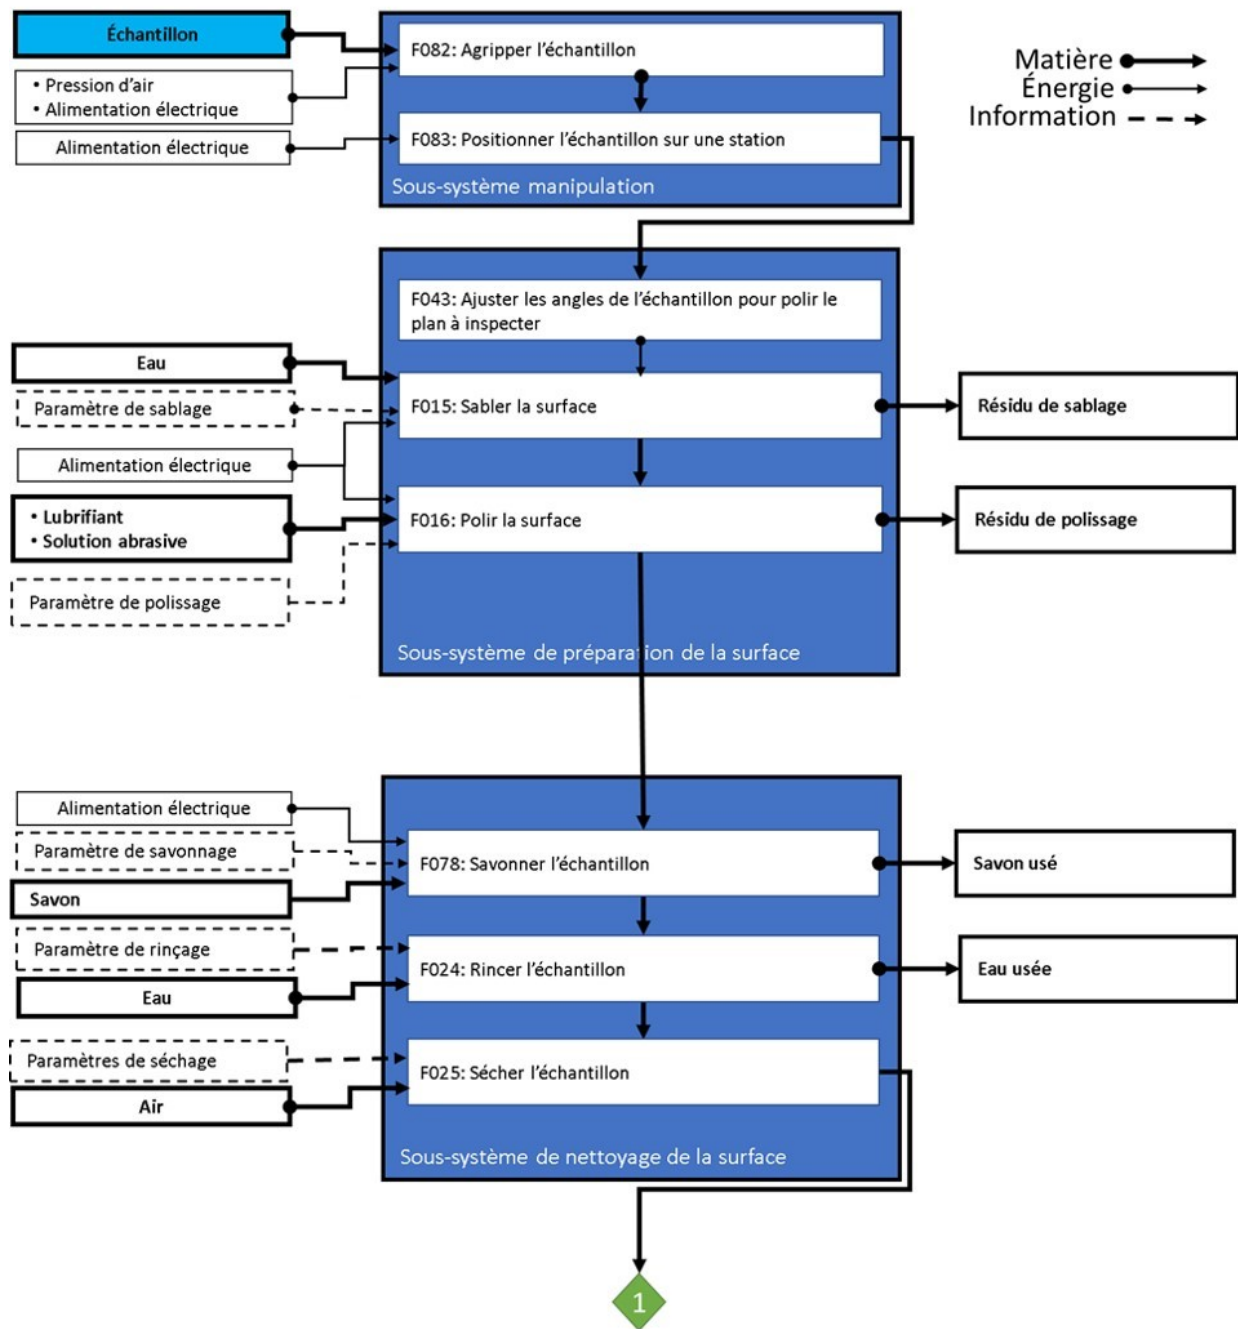 Échantillon
• Pression d'air
• Alimentation électrique
Alimentation électrique
F082: Agripper l'échantillon
F083: Positionner l'échantillon sur une station
Sous-système manipulation
Matière
Énergie
Information
F043: Ajuster les angles de l'échantillon pour polir le
plan à inspecter
Eau
Paramètre de sablage
Alimentation électrique
• Lubrifiant
• Solution abrasive
Paramètre de polissage
F015: Sabler la surface
F016: Polir la surface
Sous-système de préparation de la surface
Résidu de sablage
Résidu de polissage
Alimentation électrique
Paramètre de savonnage
Savon
Paramètre de rinçage
Eau
Paramètres de séchage
Air
F078: Savonner l'échantillon
F024: Rincer l'échantillon
F025: Sécher l'échantillon
Sous-système de nettoyage de la surface
Savon usé
Eau usée
1